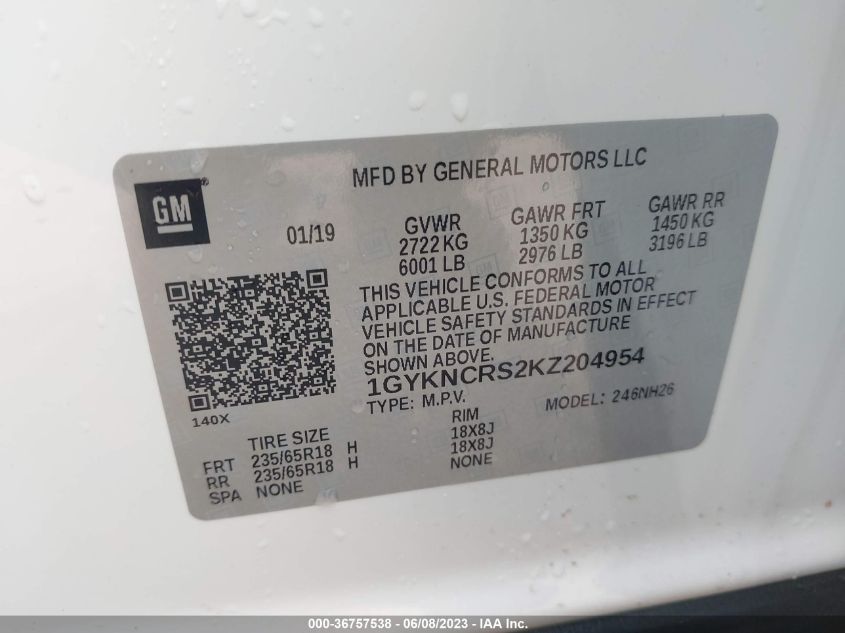 MFD BY GENERAL MOTORS LLC
GM
01/19
GVWR GAWR FRT GAWR RR
2722 KG 1350 KG 1450 KG
6001 LB 2976 LB 3196 LB
THIS VEHICLE CONFORMS TO ALL
APPLICABLE U.S. FEDERAL MOTOR
VEHICLE SAFETY STANDARDS IN EFFECT
ON THE DATE OF MANUFACTURE
SHOWN ABOVE.
1GYKNCRS2KZ204954
TYPE: M.P.V. MODEL: 246NH26
140X
TIRE SIZE RIM
FRT 235/65R18 H 18X8J
RR 235/65R18 H 18X8J
SPA NONE NONE
000-36757538 - 06/08/2023 - IAA Inc.